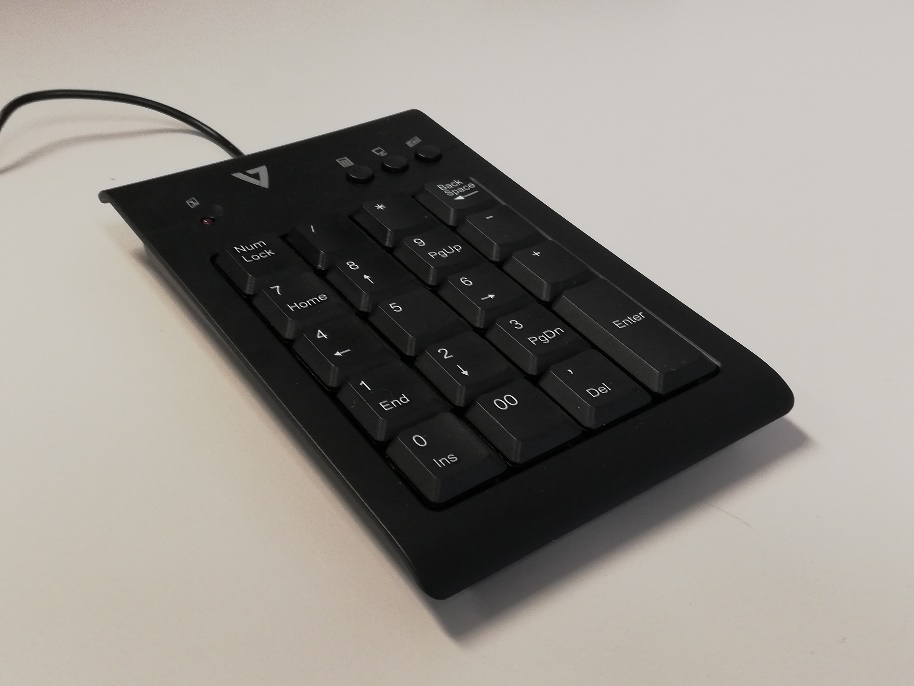 Num
Lock
/
*
Back
Space
7
Home
8
↑
9
PgUp
-
4
←
5
6
→
+
1
End
2
↓
3
PgDn
Enter
0
Ins
00
,
Del